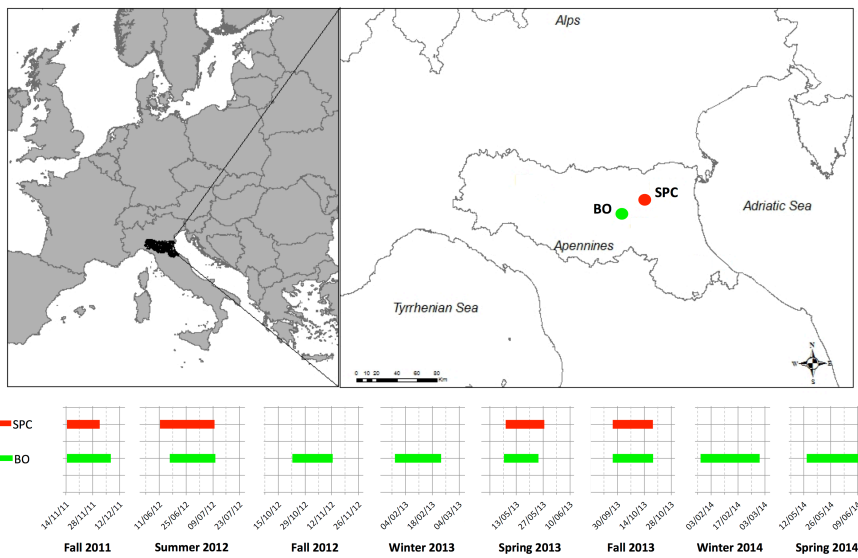 Alps
SPC
BO
Adriatic Sea
Apennines
Tyrrhenian Sea
N
W E
S
0 10 20 40 60 80
Km
SPC
BO
14/11/11 28/11/11 12/12/11
11/06/12 25/06/12 09/07/12 23/07/12
15/10/12 29/10/12 12/11/12 26/11/12
04/02/13 18/02/13 04/03/13
13/05/13 27/05/13 10/06/13
30/09/13 14/10/13 28/10/13
03/02/14 17/02/14 03/03/14
12/05/14 26/05/14 09/06/14
Fall 2011 Summer 2012 Fall 2012 Winter 2013 Spring 2013 Fall 2013 Winter 2014 Spring 2014